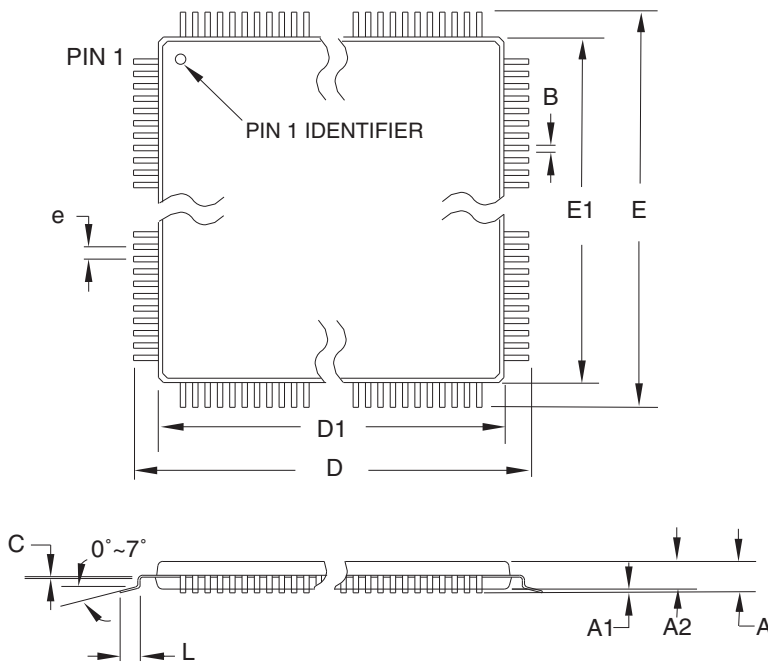 PIN 1
PIN 1 IDENTIFIER
B
e
E1
E
D1
D
C
0°~7°
L
A1
A2
A